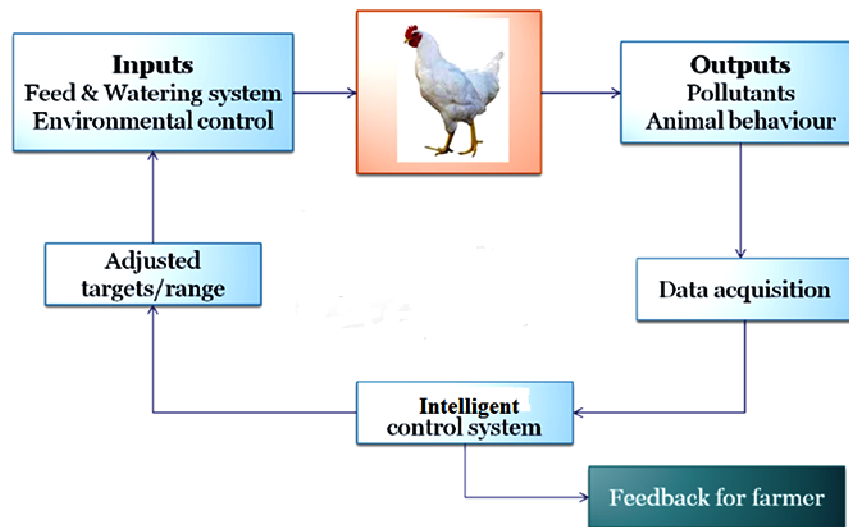 Inputs
Feed & Watering system
Environmental control
Outputs
Pollutants
Animal behaviour
Adjusted
targets/range
Data acquisition
Intelligent
control system
Feedback for farmer